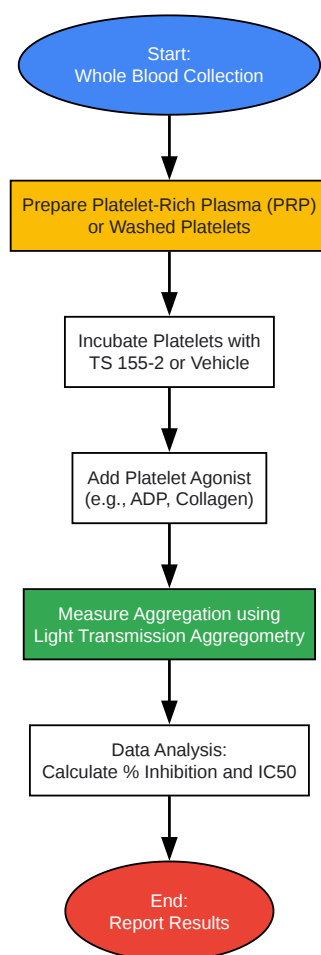 Start:
Whole Blood Collection
Prepare Platelet-Rich Plasma (PRP)
or Washed Platelets
Incubate Platelets with
TS 155-2 or Vehicle
Add Platelet Agonist
(e.g., ADP, Collagen)
Measure Aggregation using
Light Transmission Aggregometry
Data Analysis:
Calculate % Inhibition and IC50
End:
Report Results